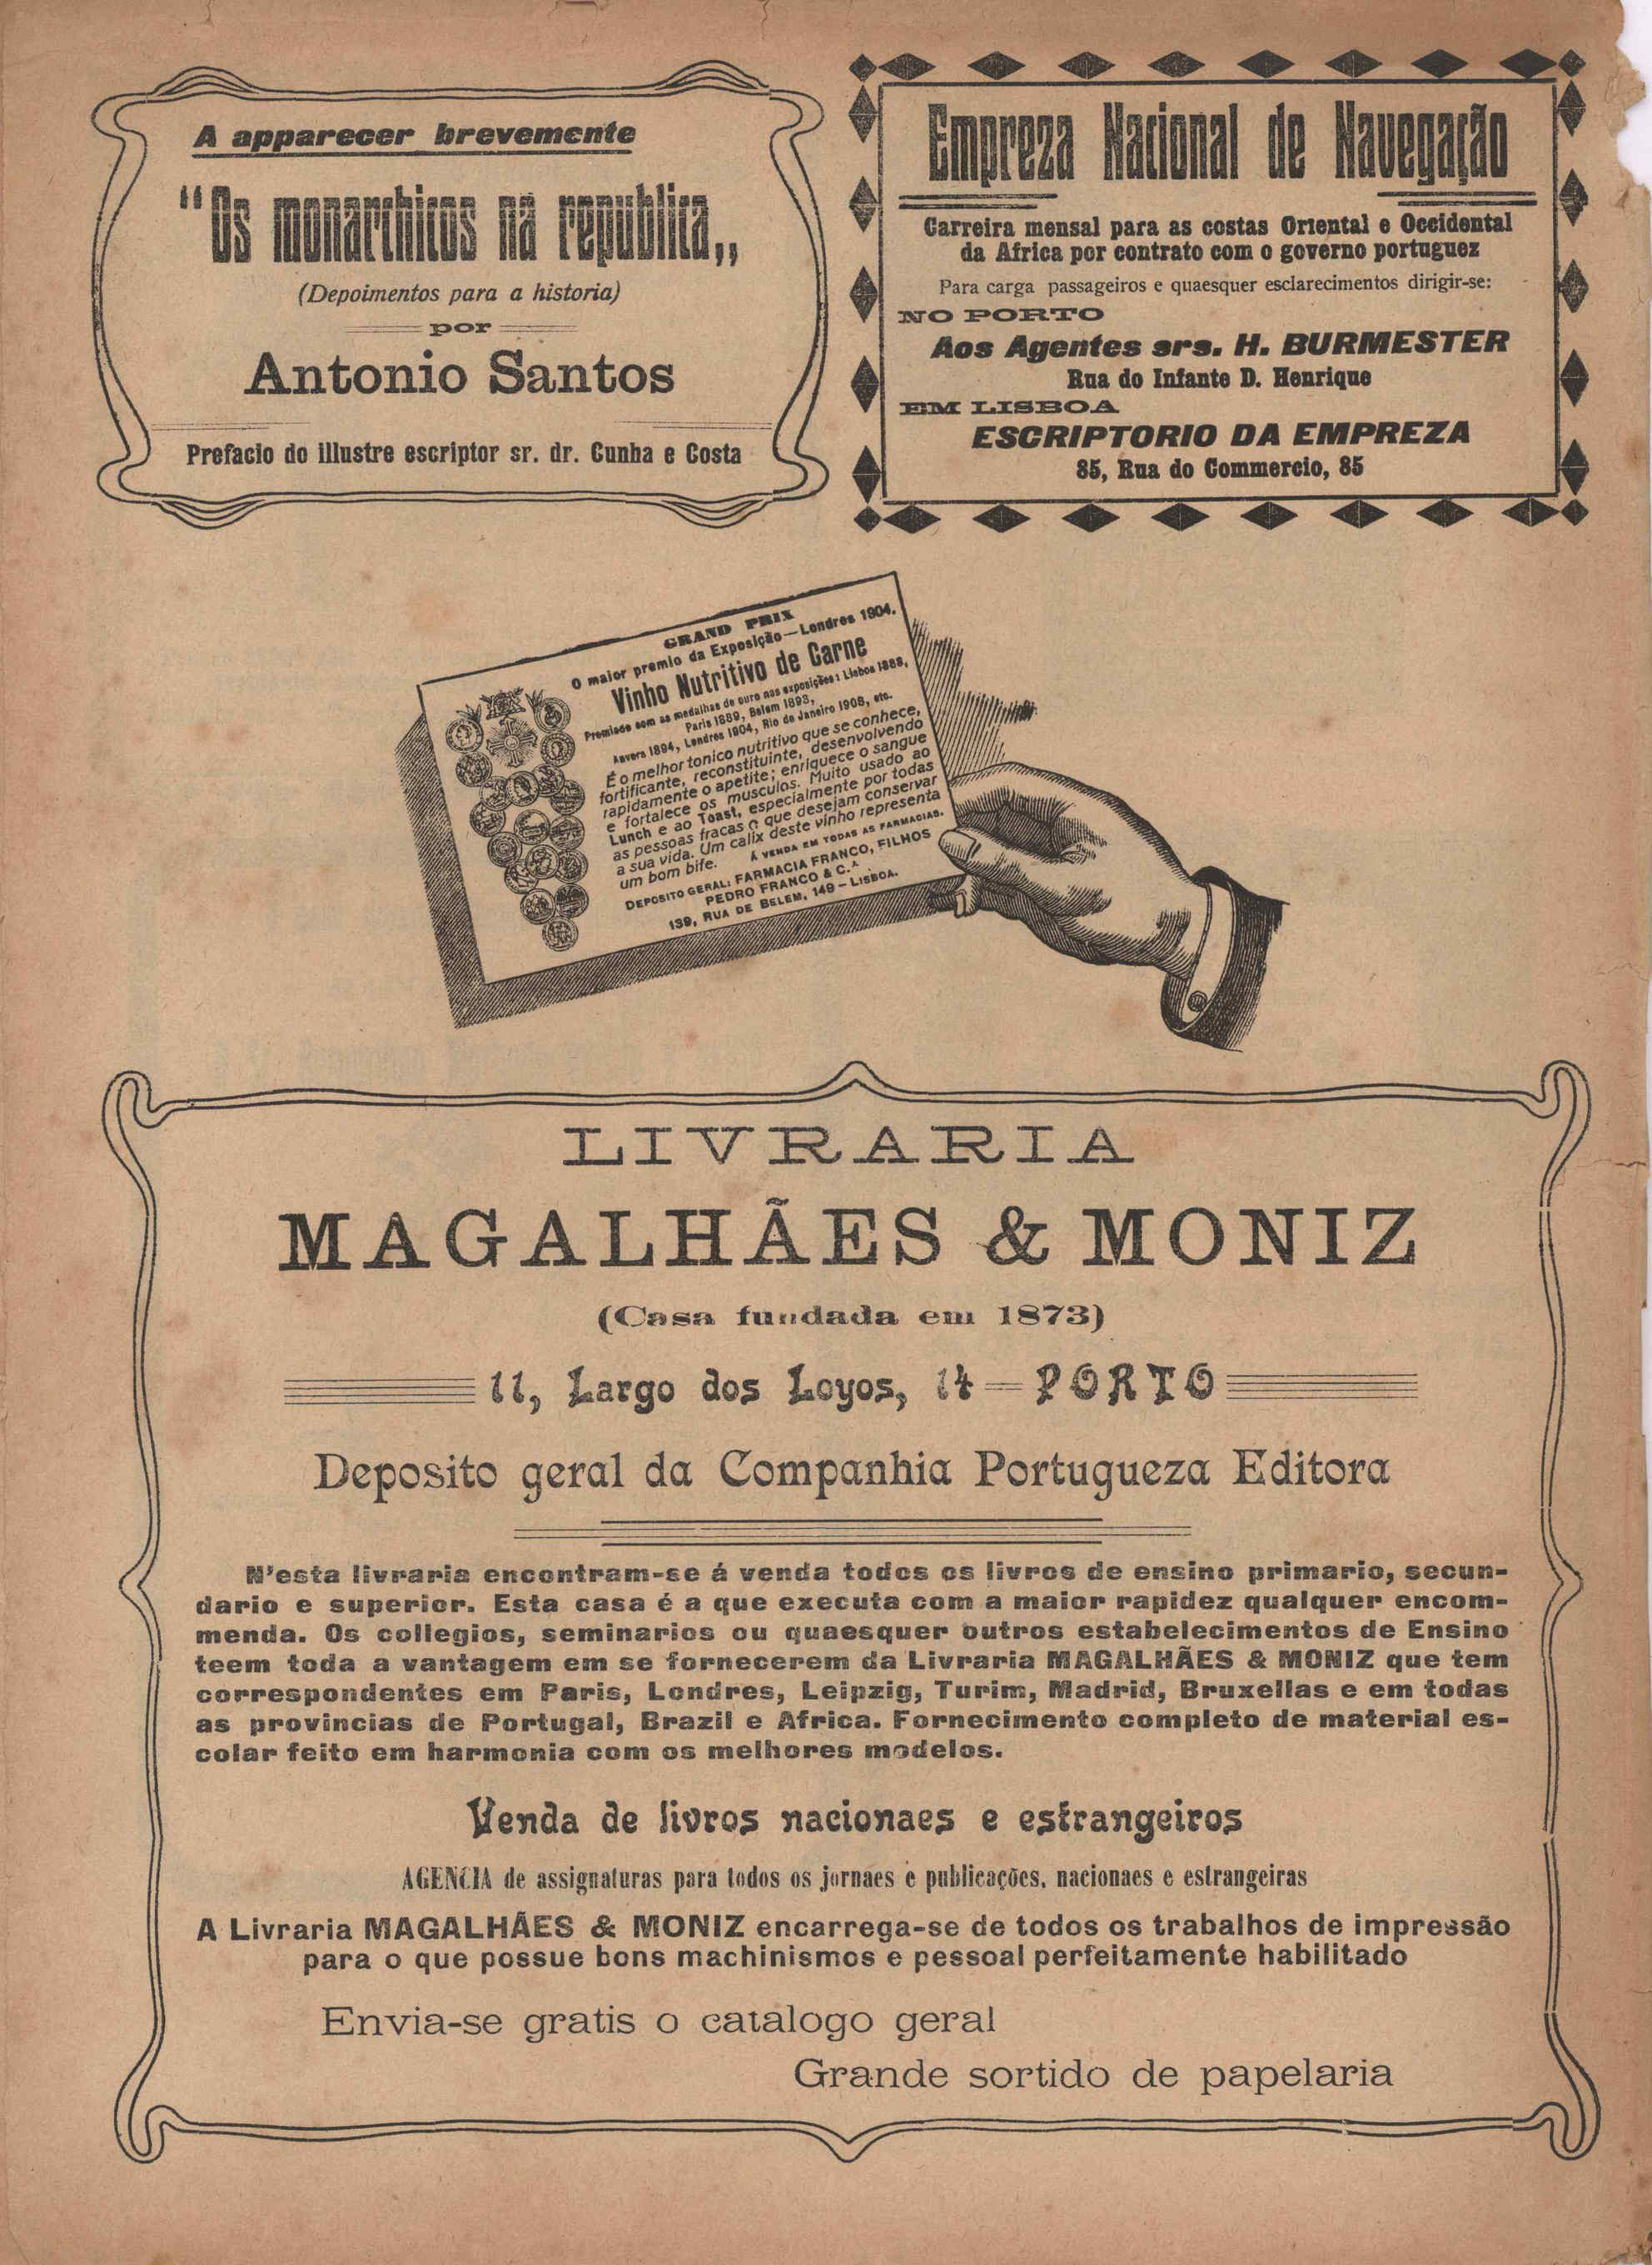 A apparecer brevemente
"Os monarchicos na republica„
(Depoimentos para a historia)
por
Antonio Santos
Prefacio do illustre escriptor sr. dr. Cunha e Costa
Empreza Nacional de Navegação
Carreira mensal para as costas Oriental e Occidental
da Africa por contrato com o governo portuguez
Para carga passageiros e quaesquer esclarecimentos dirigir-se:
NO PORTO
Aos Agentes srs. H. BURMESTER
Rua do Infante D. Henrique
EM LISBOA
ESCRIPTORIO DA EMPREZA
85, Rua do Commercio, 85
GRAND PRIX
O maior premio da Exposição—Londres 1904.
Vinho Nutritivo de Carne
Premiado com as medalhas de ouro nas exposições: Lisboa 1888,
Paris 1889, Belem 1893,
Anvers 1894, Londres 1904, Rio de Janeiro 1908, etc.
É o melhor tonico nutritivo que se conhece,
fortificante, reconstituinte, desenvolvendo
rapidamente o apetite; enriquece o sangue
e fortalece os musculos. Muito usado ao
Lunch e ao Toast, especialmente por todas
as pessoas fracas e que desejam conservar
a sua vida. Um calix deste vinho representa
um bom bife. Á VENDA EM TODAS AS FARMACIAS.
DEPOSITO GERAL: FARMACIA FRANCO, FILHOS
PEDRO FRANCO & C.ᴬ
139, RUA DE BELEM, 149 – LISBOA.
LIVRARIA
MAGALHÃES & MONIZ
(Casa fundada em 1873)
11, Largo dos Loyos, 14—PORTO
Deposito geral da Companhia Portugueza Editora
N'esta livraria encontram-se á venda todos os livros de ensino primario, secun-
dario e superior. Esta casa é a que executa com a maior rapidez qualquer encom-
menda. Os collegios, seminarios ou quaesquer outros estabelecimentos de Ensino
teem toda a vantagem em se fornecerem da Livraria MAGALHÃES & MONIZ que tem
correspondentes em Paris, Londres, Leipzig, Turim, Madrid, Bruxellas e em todas
as provincias de Portugal, Brazil e Africa. Fornecimento completo de material es-
colar feito em harmonia com os melhores modelos.
Venda de livros nacionaes e estrangeiros
AGENCIA de assignaturas para todos os jornaes e publicações, nacionaes e estrangeiras
A Livraria MAGALHÃES & MONIZ encarrega-se de todos os trabalhos de impressão
para o que possue bons machinismos e pessoal perfeitamente habilitado
Envia-se gratis o catalogo geral
Grande sortido de papelaria